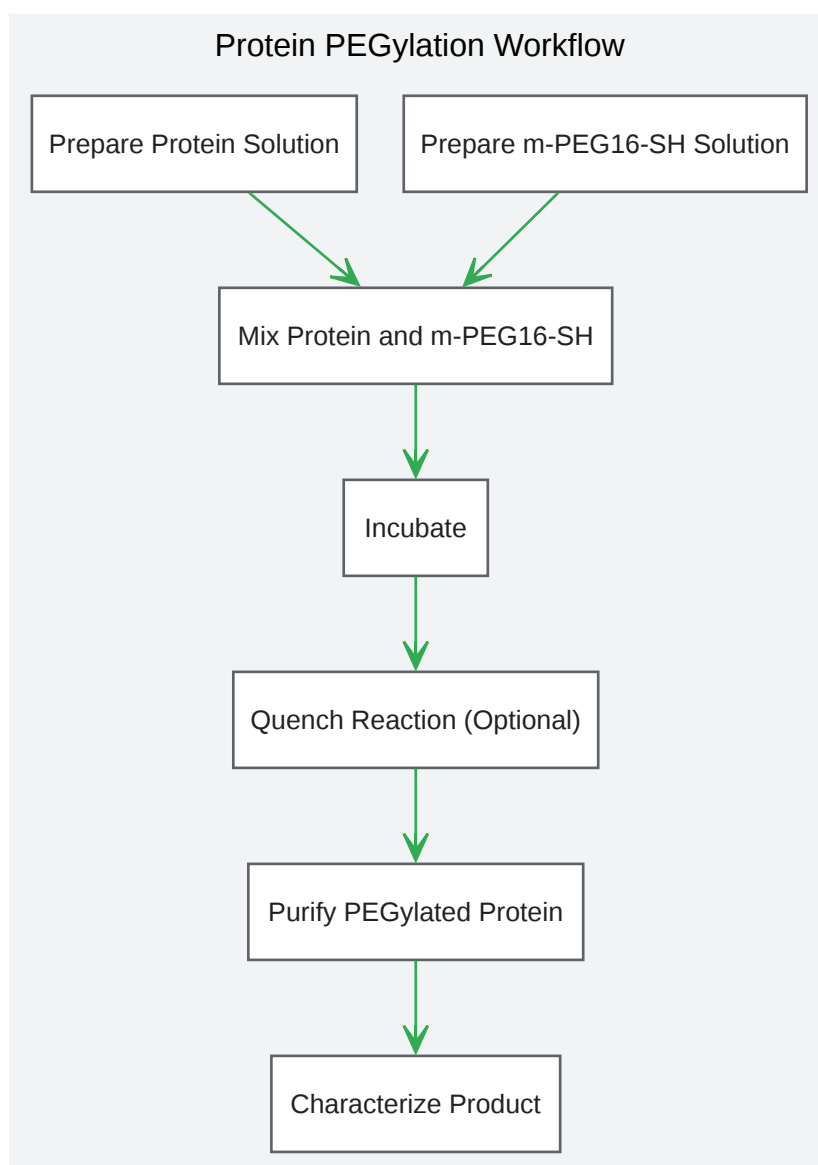 Protein PEGylation Workflow
Prepare Protein Solution
Prepare m-PEG16-SH Solution
Mix Protein and m-PEG16-SH
Incubate
Quench Reaction (Optional)
Purify PEGylated Protein
Characterize Product